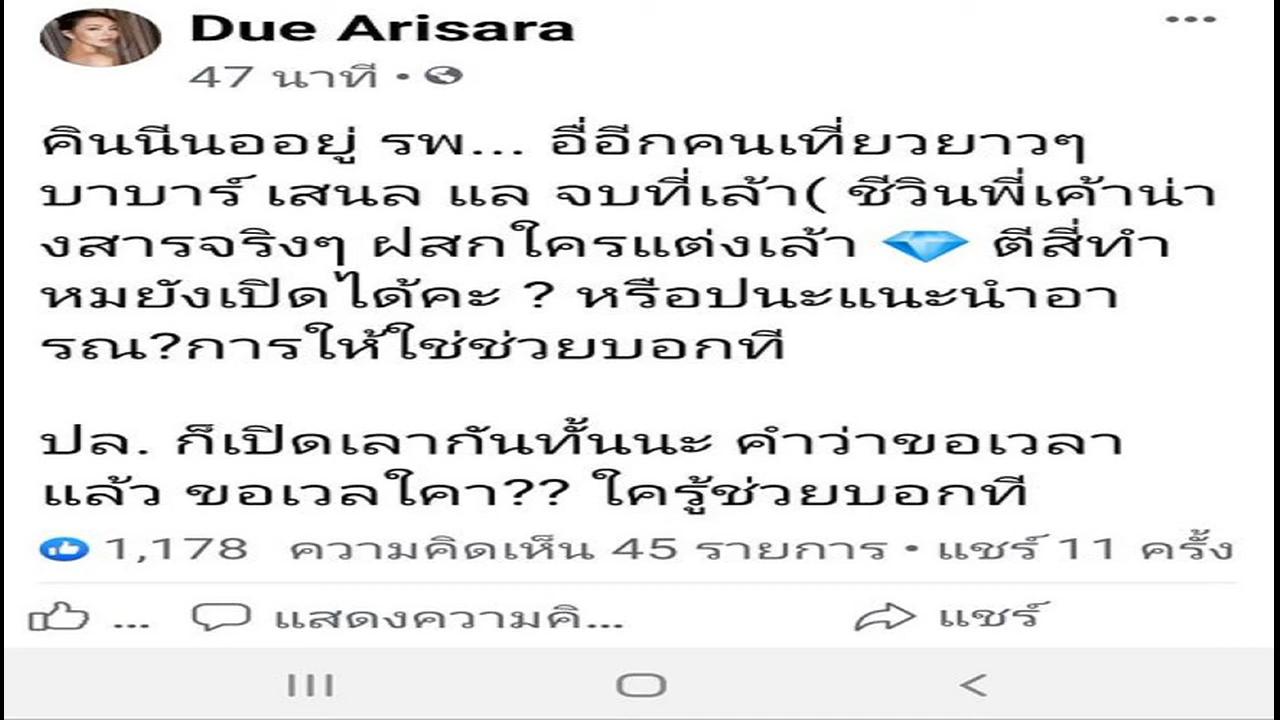 Due Arisara
47 นาที •
คินนีนออยู่ รพ... อื่อีกคนเที่ยวยาวๆ
บาบาร์ เสนล แล จบที่เล้า( ชีวินพี่เค้าน่า
งสารจริงๆ ฝสกใครแต่งเล้า 💎 ตีสี่ทำ
หมยังเปิดได้คะ ? หรือปนะแนะนำอา
รณ?การให้ใช่ช่วยบอกที
ปล. ก็เปิดเลากันทั้นนะ คำว่าขอเวลา
แล้ว ขอเวลใคา?? ใครรู้ช่วยบอกที
1,178 ความคิดเห็น 45 รายการ • แชร์ 11 ครั้ง
... แสดงความคิ... แชร์